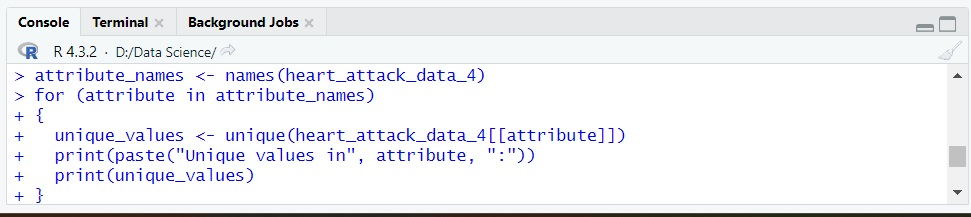 Console Terminal × Background Jobs ×
R R 4.3.2 · D:/Data Science/
> attribute_names <- names(heart_attack_data_4)
> for (attribute in attribute_names)
+ {
+   unique_values <- unique(heart_attack_data_4[[attribute]])
+   print(paste("Unique values in", attribute, ":"))
+   print(unique_values)
+ }